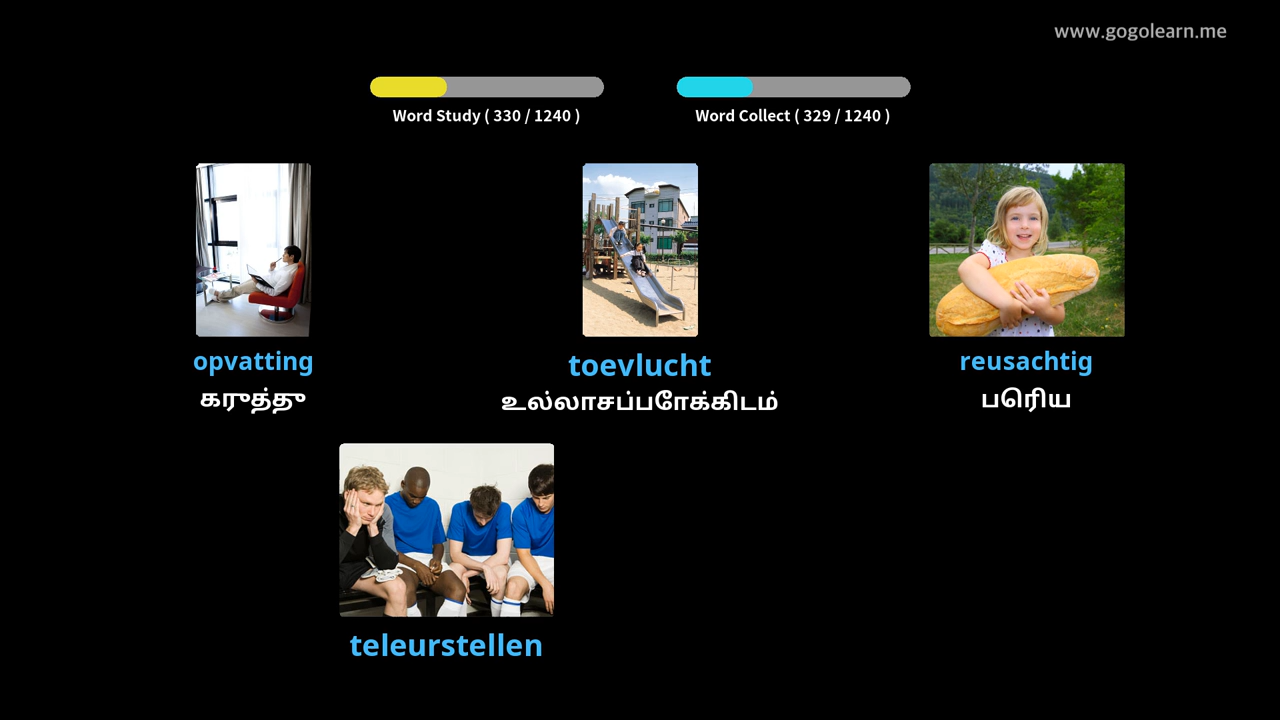 www.gogolearn.me
Word Study ( 330 / 1240 )
Word Collect ( 329 / 1240 )
opvatting
toevlucht
reusachtig
கருத்து
உல்லாசப்போக்கிடம்
பெரிய
teleurstellen